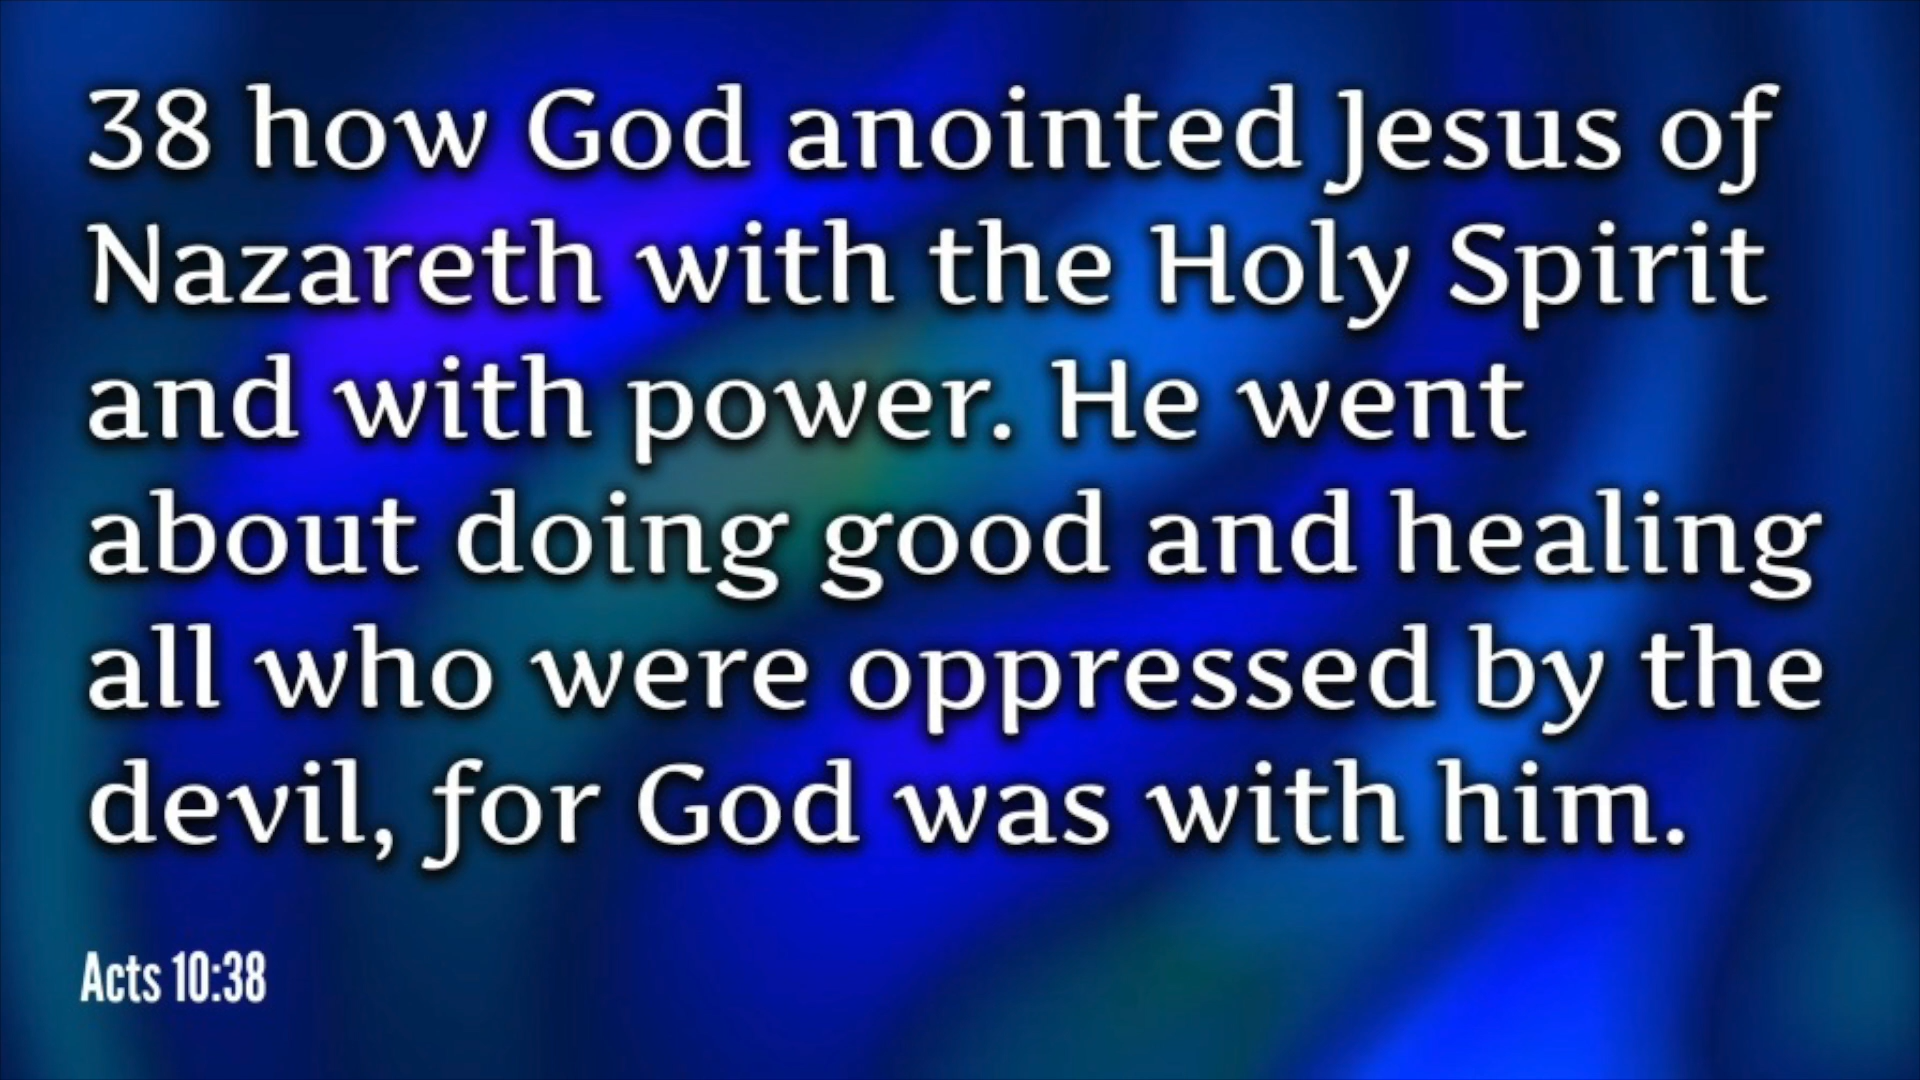 38 how God anointed Jesus of
Nazareth with the Holy Spirit
and with power. He went
about doing good and healing
all who were oppressed by the
devil, for God was with him.
Acts 10:38